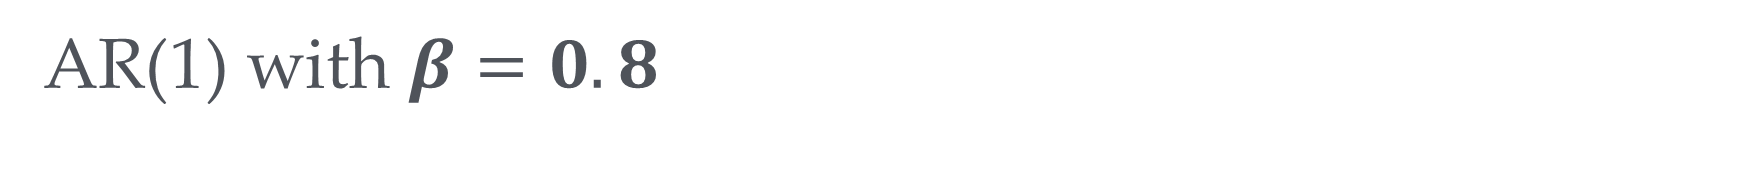 AR(1) with β = 0.8